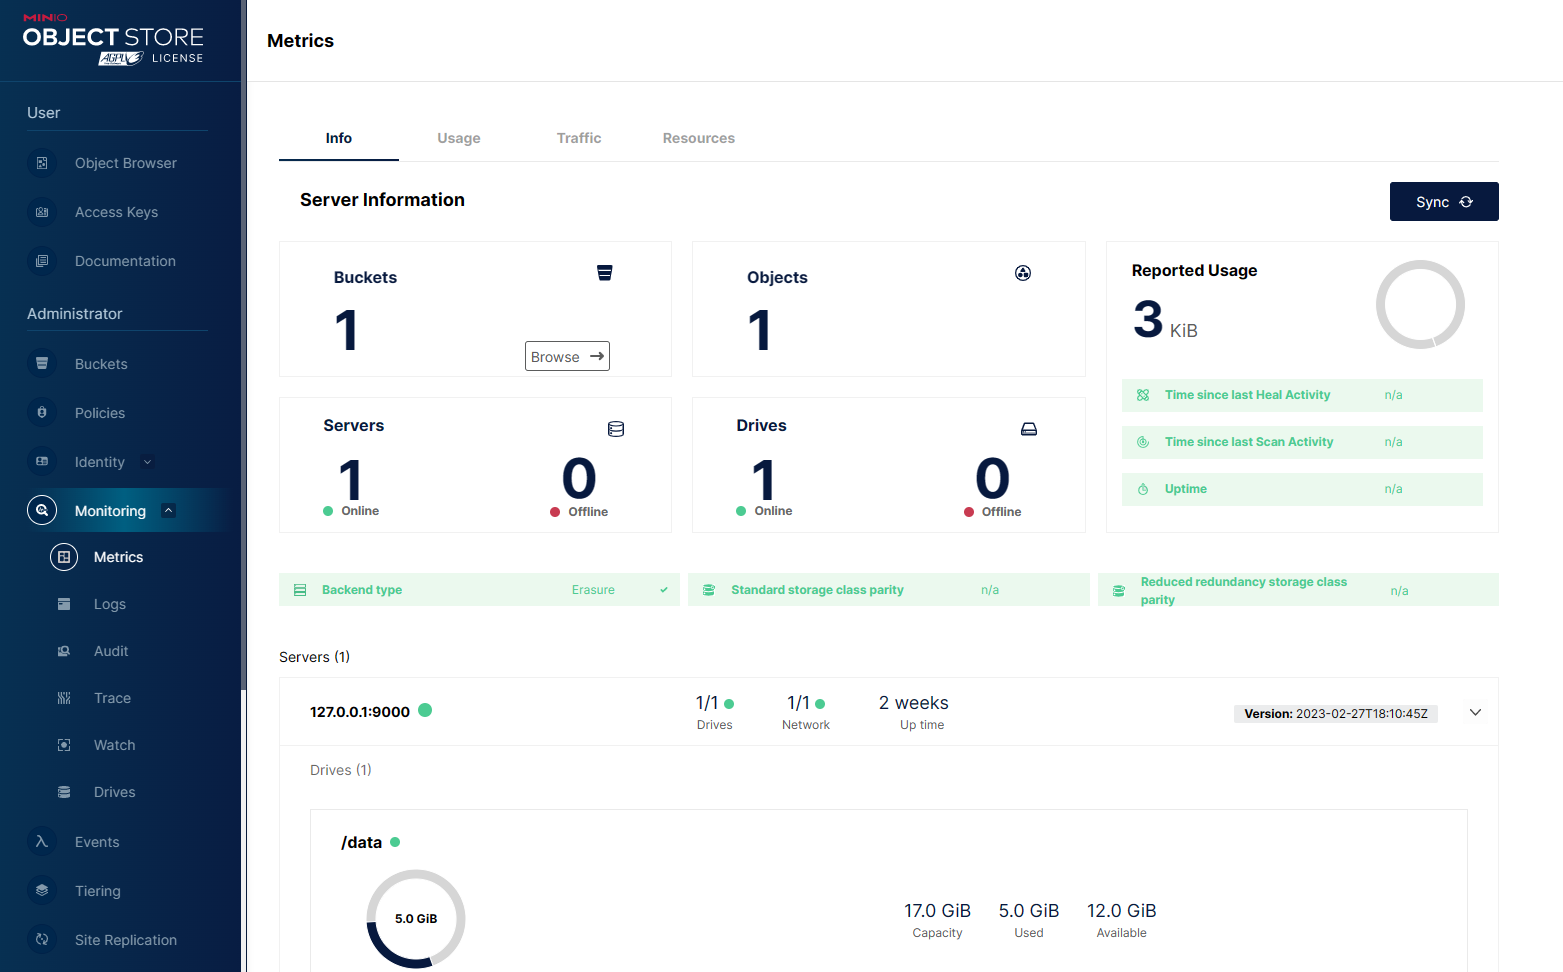 MINIO
OBJECT STORE
AGPL LICENSE
User
Object Browser
Access Keys
Documentation
Administrator
Buckets
Policies
Identity
Monitoring
Metrics
Logs
Audit
Trace
Watch
Drives
Events
Tiering
Site Replication
Metrics
Info Usage Traffic Resources
Server Information
Sync
Buckets
1
Browse
Objects
1
Reported Usage
3 KiB
Time since last Heal Activity n/a
Time since last Scan Activity n/a
Uptime n/a
Servers
1 0
Online Offline
Drives
1 0
Online Offline
Backend type Erasure
Standard storage class parity n/a
Reduced redundancy storage class
parity n/a
Servers (1)
127.0.0.1:9000
1/1
Drives
1/1
Network
2 weeks
Up time
Version: 2023-02-27T18:10:45Z
Drives (1)
/data
5.0 GiB
17.0 GiB
Capacity
5.0 GiB
Used
12.0 GiB
Available